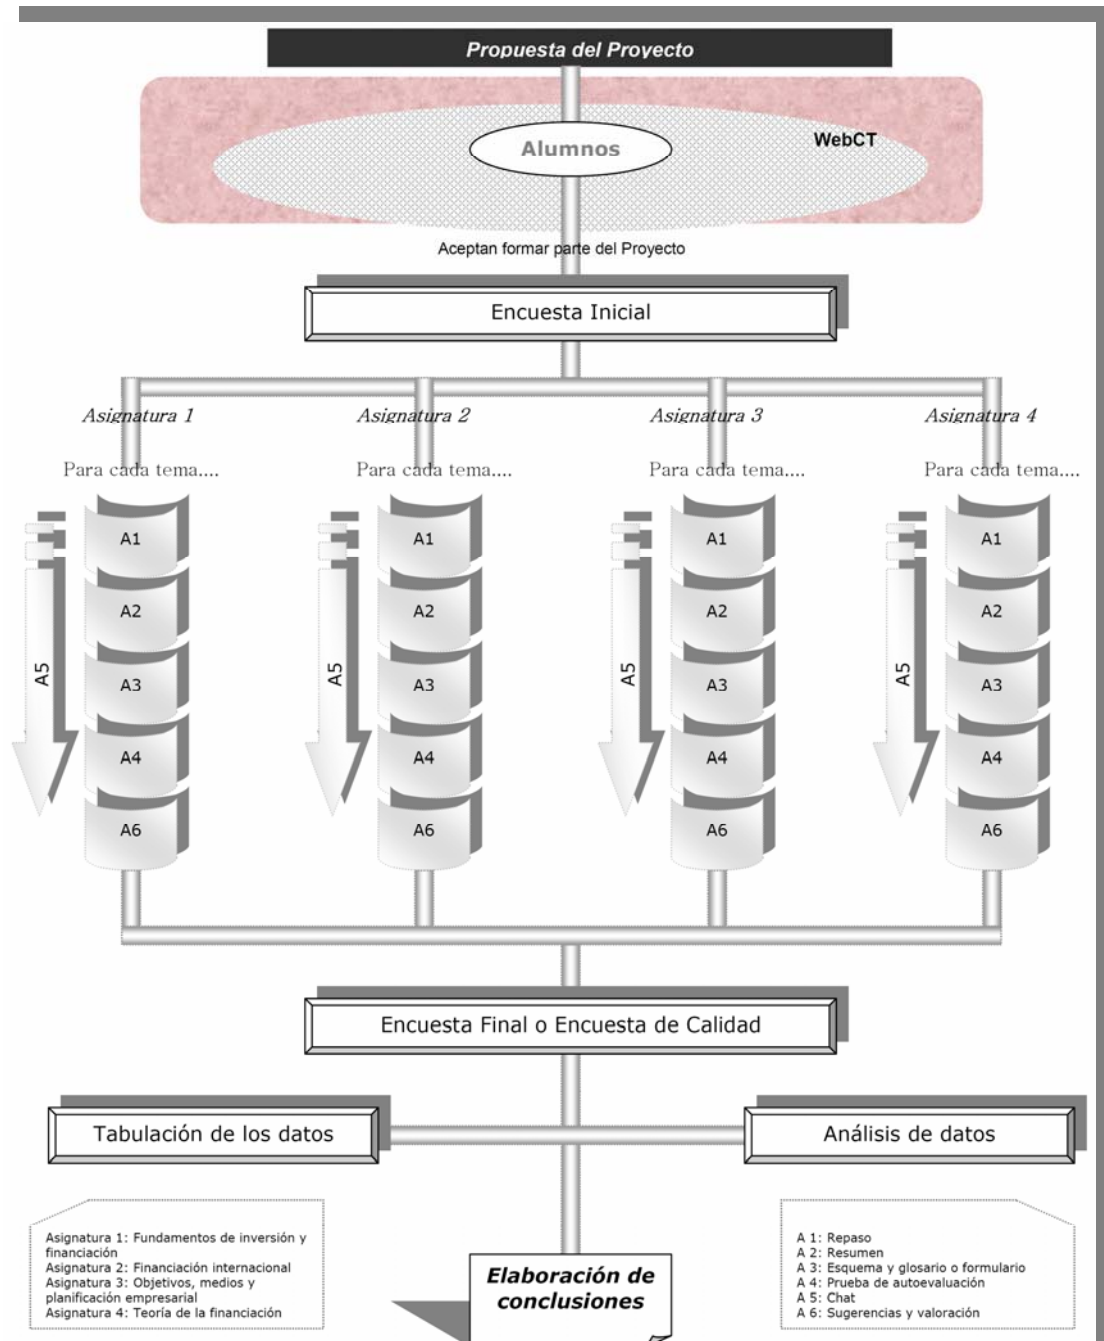 Propuesta del Proyecto
Alumnos
WebCT
Aceptan formar parte del Proyecto
Encuesta Inicial
Asignatura 1
Asignatura 2
Asignatura 3
Asignatura 4
Para cada tema....
Para cada tema....
Para cada tema....
Para cada tema....
A1
A2
A3
A4
A6
A5
A1
A2
A3
A4
A6
A5
A1
A2
A3
A4
A6
A5
A1
A2
A3
A4
A6
A5
Encuesta Final o Encuesta de Calidad
Tabulación de los datos
Análisis de datos
Asignatura 1: Fundamentos de inversión y
financiación
Asignatura 2: Financiación internacional
Asignatura 3: Objetivos, medios y
planificación empresarial
Asignatura 4: Teoría de la financiación
Elaboración de
conclusiones
A 1: Repaso
A 2: Resumen
A 3: Esquema y glosario o formulario
A 4: Prueba de autoevaluación
A 5: Chat
A 6: Sugerencias y valoración